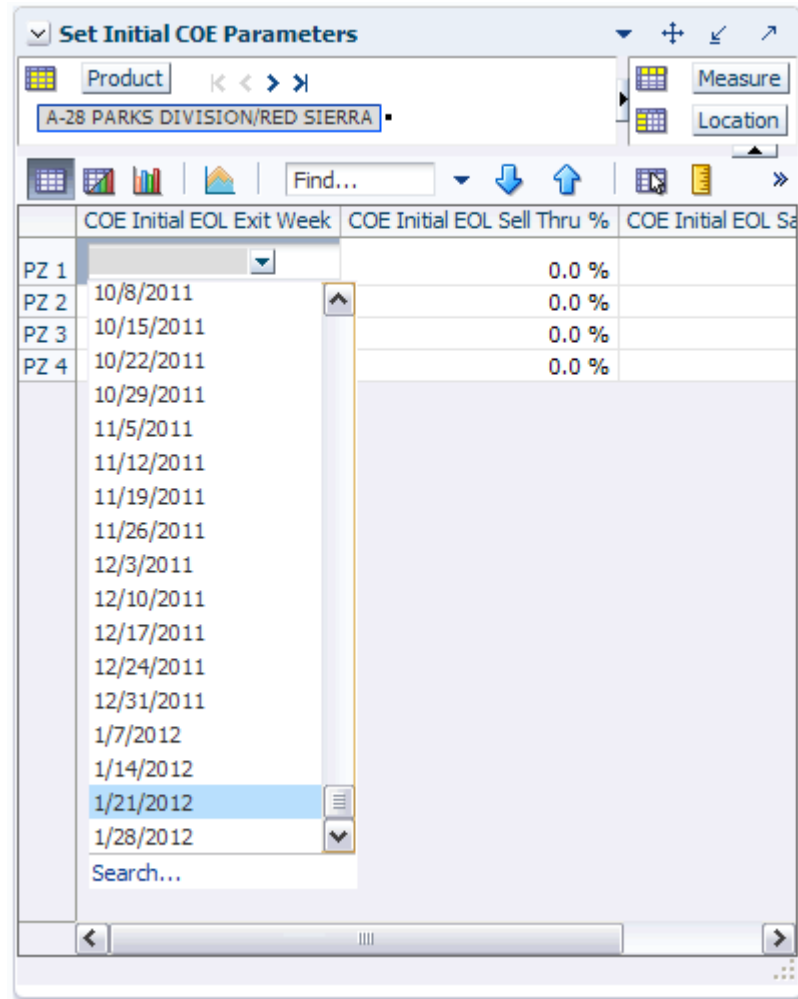 Set Initial COE Parameters
Product
Measure
A-28 PARKS DIVISION/RED SIERRA
Location
Find...
COE Initial EOL Exit Week COE Initial EOL Sell Thru % COE Initial EOL Sa
PZ 1 0.0 %
PZ 2 0.0 %
PZ 3 0.0 %
PZ 4 0.0 %
10/8/2011
10/15/2011
10/22/2011
10/29/2011
11/5/2011
11/12/2011
11/19/2011
11/26/2011
12/3/2011
12/10/2011
12/17/2011
12/24/2011
12/31/2011
1/7/2012
1/14/2012
1/21/2012
1/28/2012
Search...